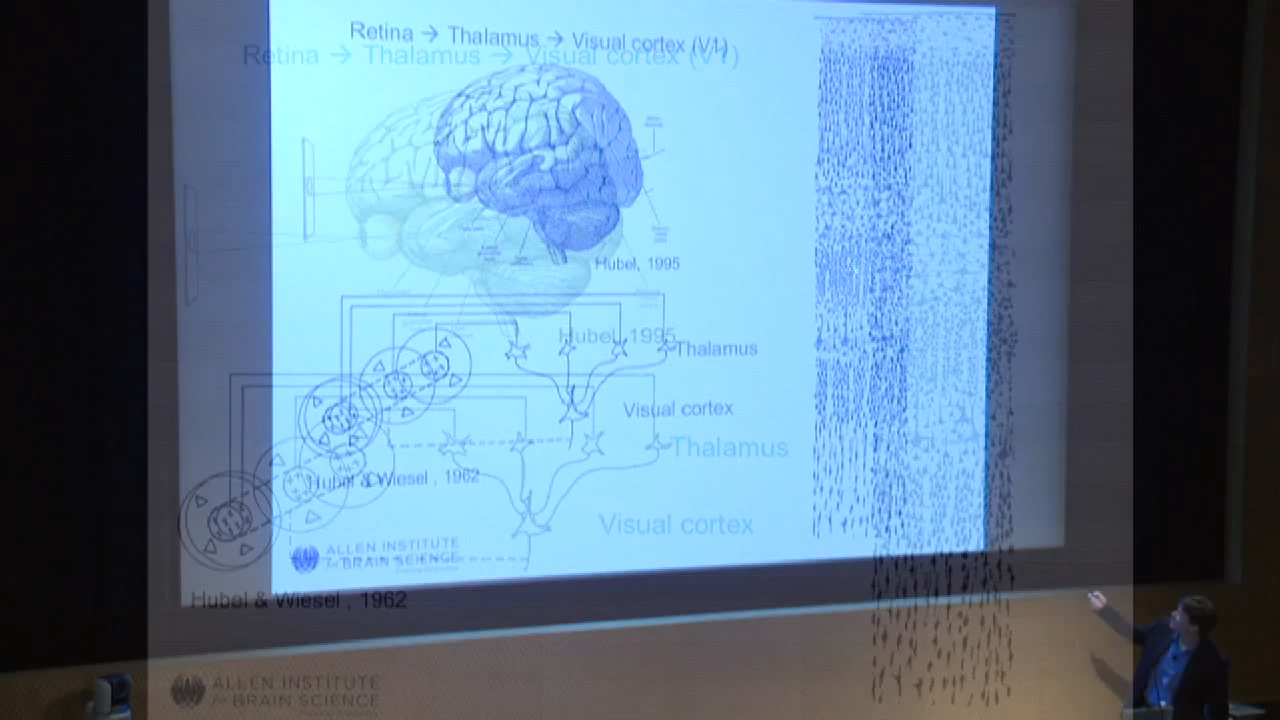 Retina → Thalamus → Visual cortex (V1)
Retina → Thalamus → Visual cortex (V1)
Hubel, 1995
Hubel, 1995
Thalamus
Visual cortex
Thalamus
Hubel & Wiesel , 1962
Visual cortex
ALLEN INSTITUTE
for BRAIN SCIENCE
Hubel & Wiesel , 1962
ALLEN INSTITUTE
for BRAIN SCIENCE